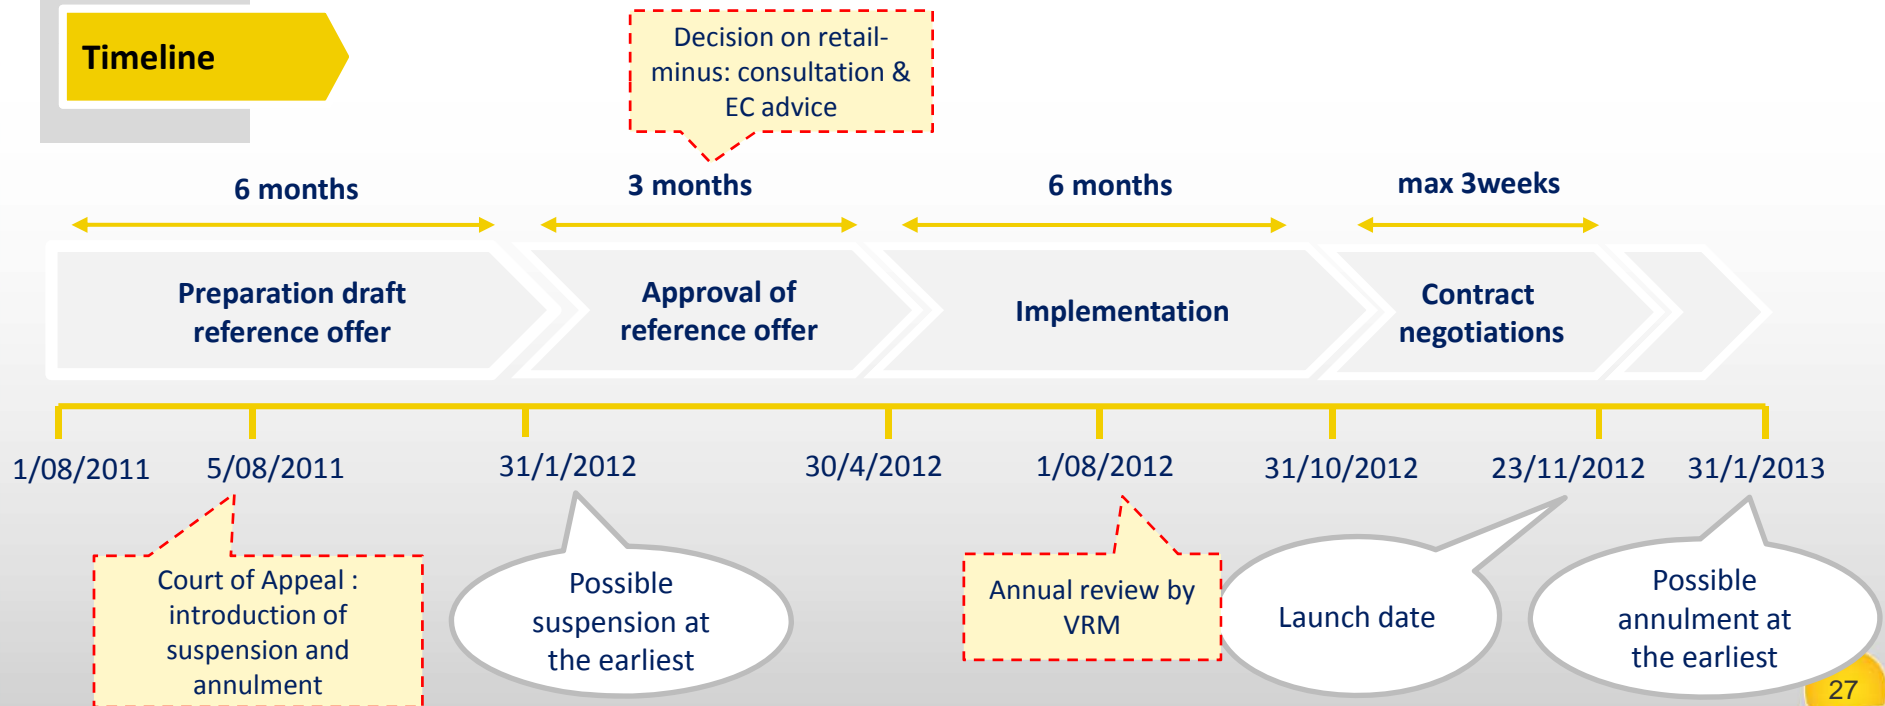 Timeline
Decision on retail-
minus: consultation &
EC advice
6 months
3 months
6 months
max 3weeks
Preparation draft
reference offer
Approval of
reference offer
Implementation
Contract
negotiations
1/08/2011
5/08/2011
31/1/2012
30/4/2012
1/08/2012
31/10/2012
23/11/2012
31/1/2013
Court of Appeal :
introduction of
suspension and
annulment
Possible
suspension at
the earliest
Annual review by
VRM
Launch date
Possible
annulment at
the earliest
27